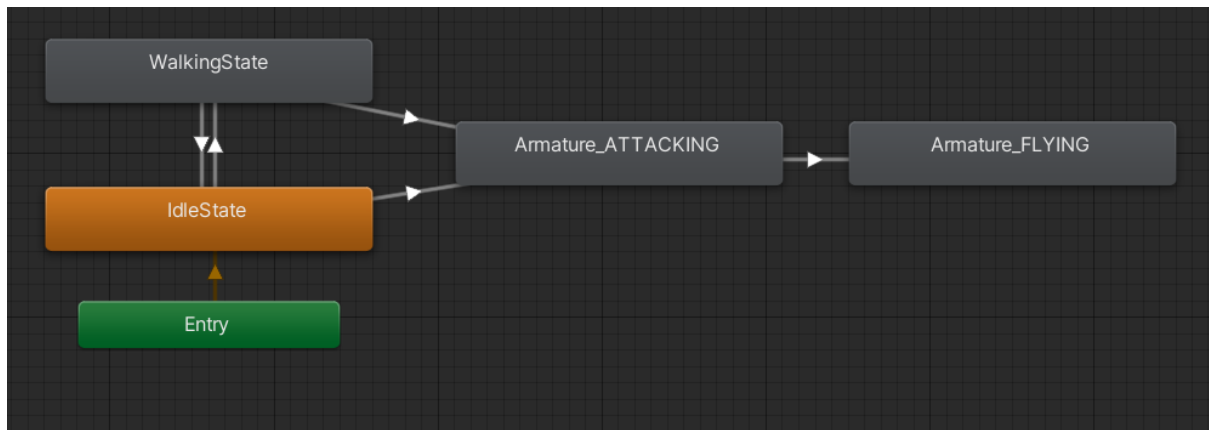 WalkingState
Armature_ATTACKING
Armature_FLYING
IdleState
Entry